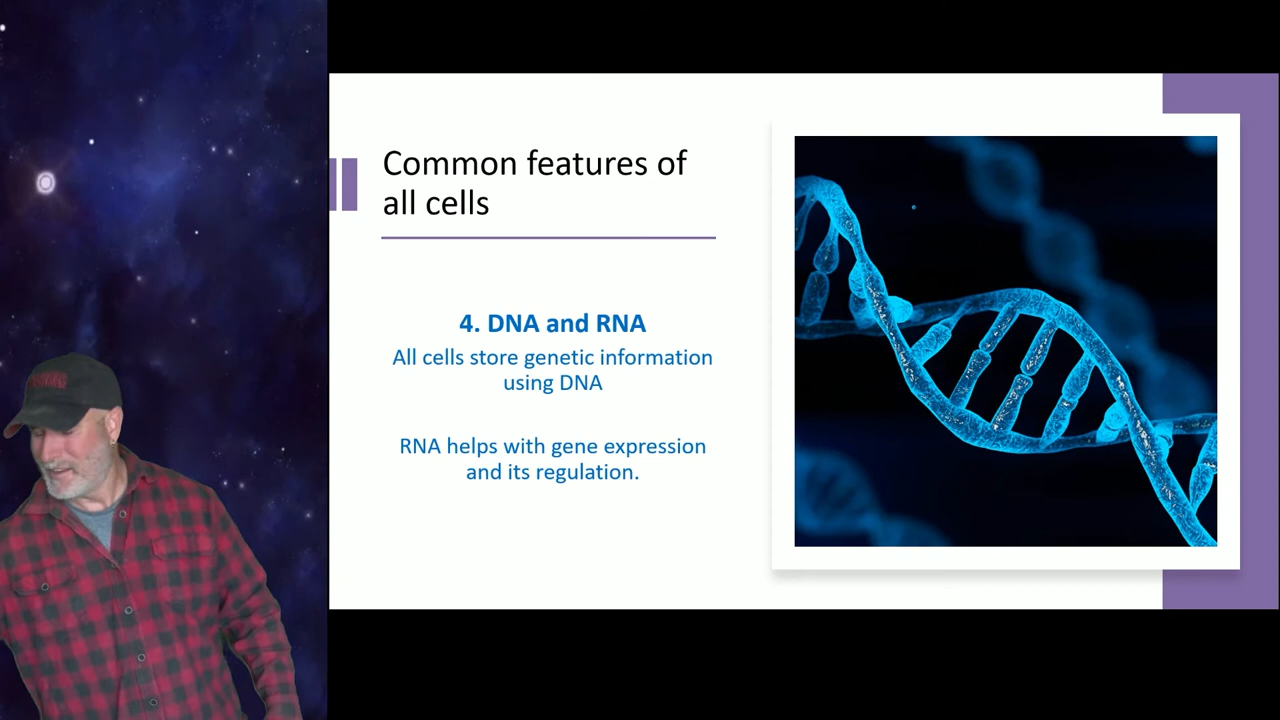 Common features of
all cells
4. DNA and RNA
All cells store genetic information
using DNA
RNA helps with gene expression
and its regulation.